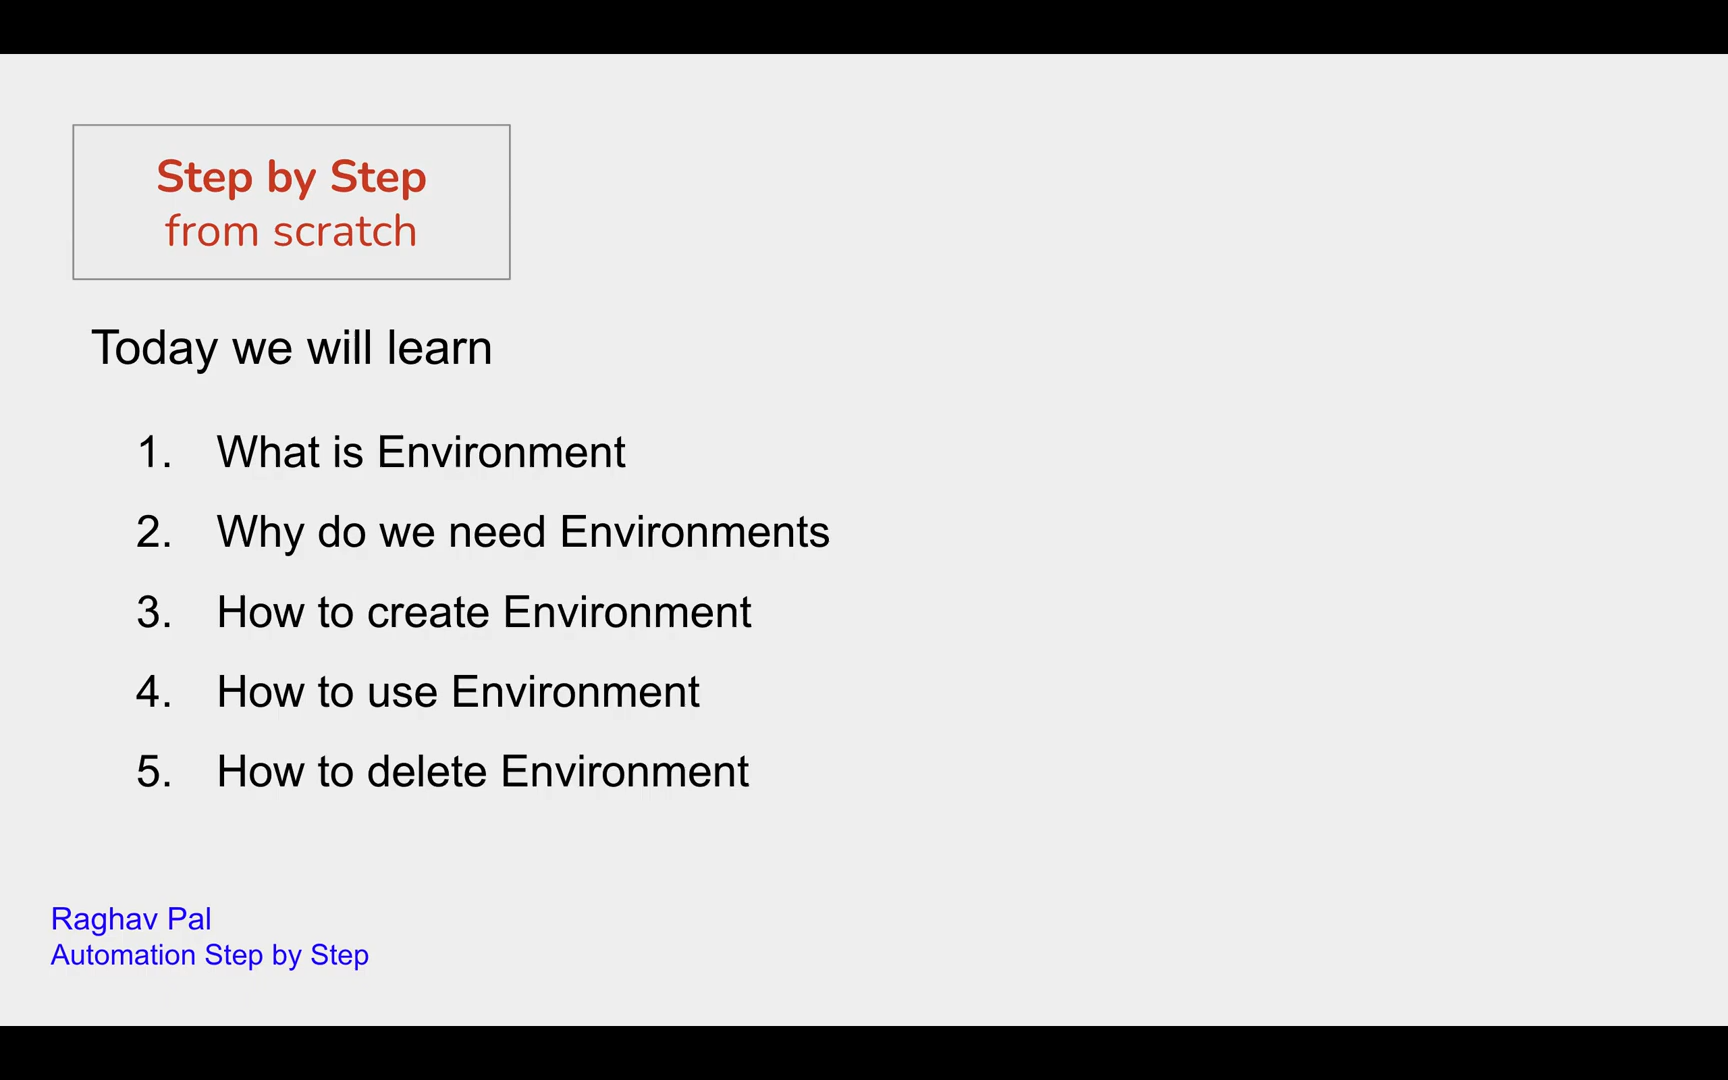 Step by Step
from scratch
Today we will learn
1. What is Environment
2. Why do we need Environments
3. How to create Environment
4. How to use Environment
5. How to delete Environment
Raghav Pal
Automation Step by Step